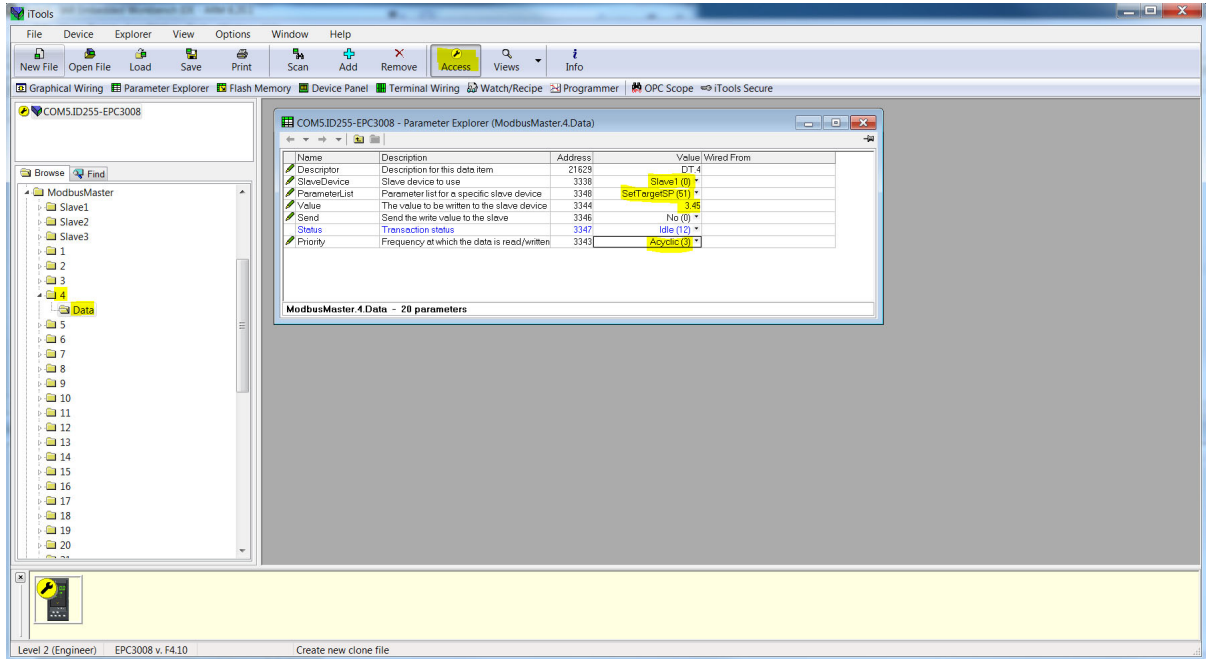 iTools
File Device Explorer View Options Window Help
New File Open File Load Save Print Scan Add Remove Access Views Info
Graphical Wiring Parameter Explorer Flash Memory Device Panel Terminal Wiring Watch/Recipe Programmer OPC Scope iTools Secure
COM5.ID255-EPC3008
Browse Find
ModbusMaster
Slave1
Slave2
Slave3
1
2
3
4
Data
5
6
7
8
9
10
11
12
13
14
15
16
17
18
19
20
COM5.ID255-EPC3008 - Parameter Explorer (ModbusMaster.4.Data)
Name Description Address Value Wired From
Descriptor Description for this data item 21629 DT.4
SlaveDevice Slave device to use 3338 Slave1 (0)
ParameterList Parameter list for a specific slave device 3348 SetTargetSP (51)
Value The value to be written to the slave device 3344 3.45
Send Send the write value to the slave 3346 No (0)
Status Transaction status 3347 Idle (12)
Priority Frequency at which the data is read/written 3343 Acyclic (3)
ModbusMaster.4.Data - 20 parameters
Level 2 (Engineer) EPC3008 v. F4.10 Create new clone file